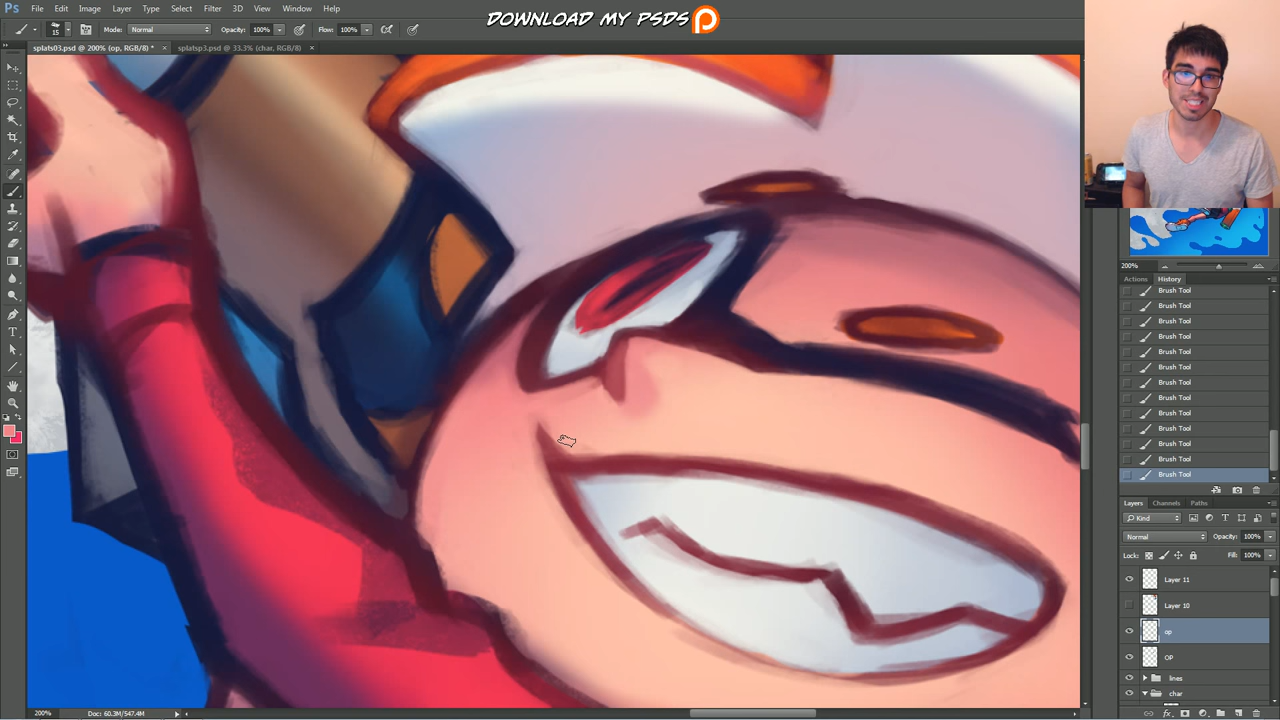 DOWNLOAD MY PSDS
Ps File Edit Image Layer Type Select Filter 3D View Window Help
15 Mode: Normal Opacity: 100% Flow: 100%
splats03.psd @ 200% (op, RGB/8) * × splatsp3.psd @ 33.3% (char, RGB/8) ×
200%
Actions History
Brush Tool
Brush Tool
Brush Tool
Brush Tool
Brush Tool
Brush Tool
Brush Tool
Brush Tool
Brush Tool
Brush Tool
Brush Tool
Brush Tool
Brush Tool
Layers Channels Paths
Kind
Normal Opacity: 100%
Lock: Fill: 100%
Layer 11
Layer 10
op
OP
lines
char
200% Doc: 60.3M/547.4M